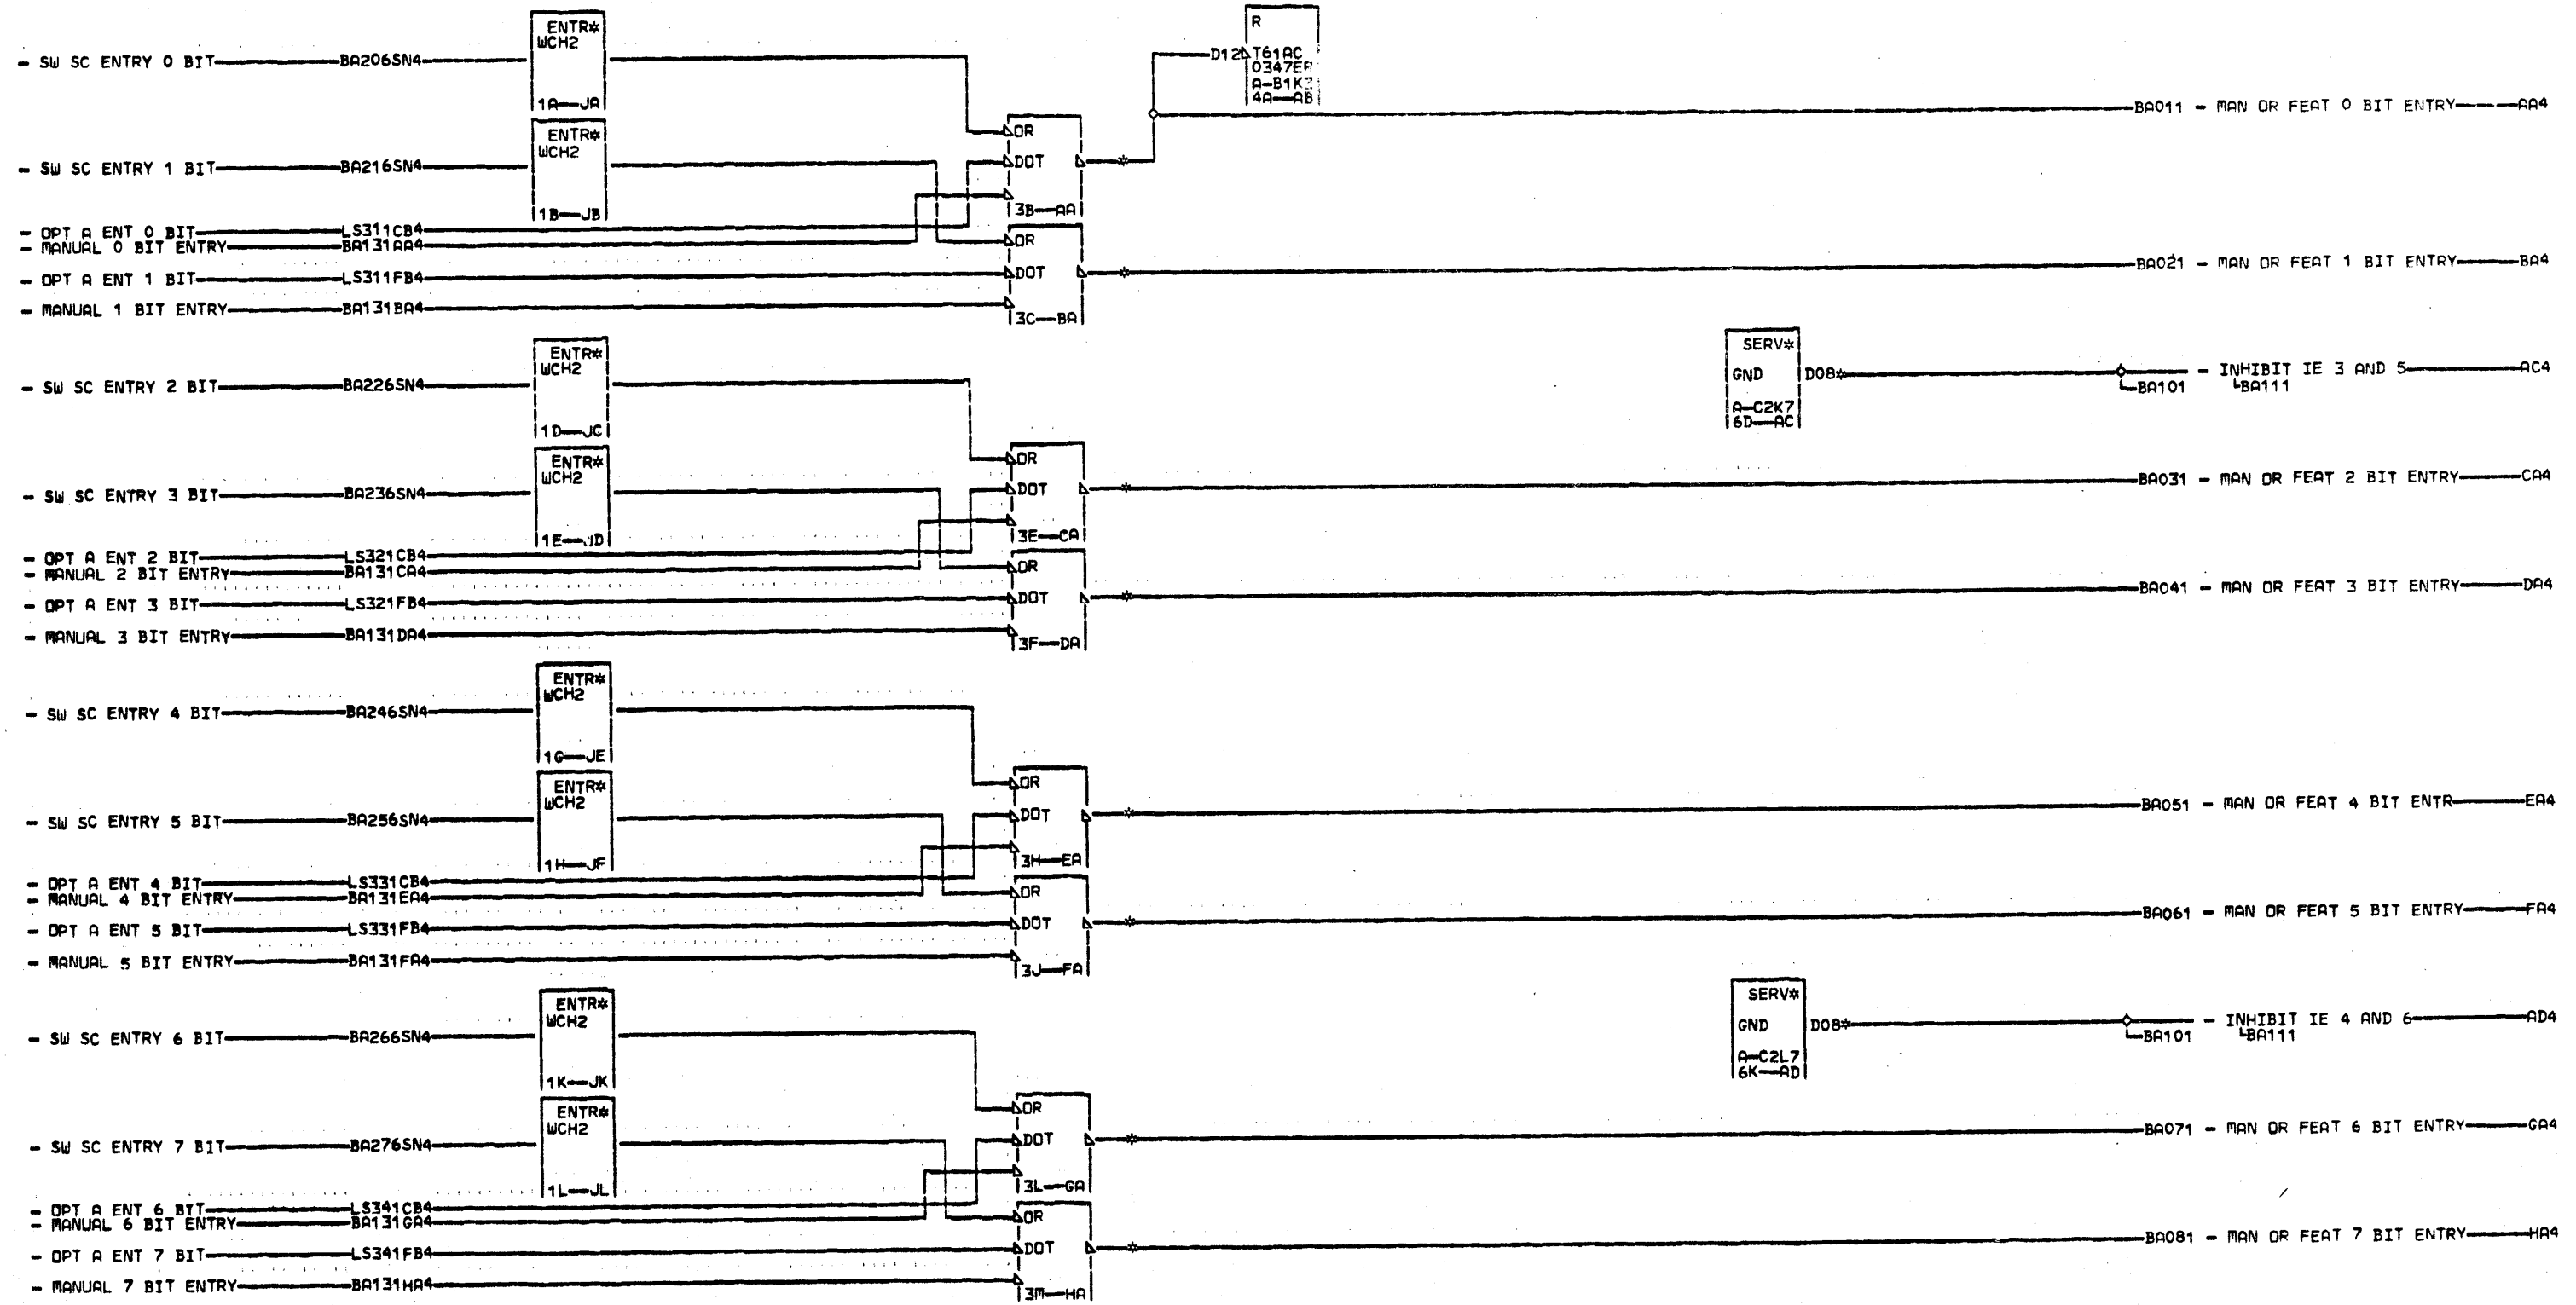 R
ENTR*
WCH2
- SW SC ENTRY 0 BIT BA206SN4
D12 T61AC
A-B1K
4A AB
1A JA
BA011 - MAN OR FEAT 0 BIT ENTRY AA4
ENTR*
WCH2
OR
- SW SC ENTRY 1 BIT BA216SN4
DOT *
1B JB
3B AA
- OPT A ENT 0 BIT LS311CB4
- MANUAL 0 BIT ENTRY BA131AA4
OR
- OPT A ENT 1 BIT LS311FB4
DOT *
BA021 - MAN OR FEAT 1 BIT ENTRY BA4
- MANUAL 1 BIT ENTRY BA131BA4
3C BA
ENTR*
WCH2
SERV*
- SW SC ENTRY 2 BIT BA226SN4
GND D08*
- INHIBIT IE 3 AND 5 AC4
BA101 BA111
A-C2K7
6D AC
1D JC
ENTR*
WCH2
OR
- SW SC ENTRY 3 BIT BA236SN4
DOT *
BA031 - MAN OR FEAT 2 BIT ENTRY CA4
1E JD
3E CA
- OPT A ENT 2 BIT LS321CB4
- MANUAL 2 BIT ENTRY BA131CA4
OR
- OPT A ENT 3 BIT LS321FB4
DOT *
BA041 - MAN OR FEAT 3 BIT ENTRY DA4
- MANUAL 3 BIT ENTRY BA131DA4
3F DA
ENTR*
WCH2
- SW SC ENTRY 4 BIT BA246SN4
1G JE
ENTR*
WCH2
OR
- SW SC ENTRY 5 BIT BA256SN4
DOT *
BA051 - MAN OR FEAT 4 BIT ENTR EA4
1H JF
3H EA
- OPT A ENT 4 BIT LS331CB4
- MANUAL 4 BIT ENTRY BA131EA4
OR
- OPT A ENT 5 BIT LS331FB4
DOT *
BA061 - MAN OR FEAT 5 BIT ENTRY FA4
- MANUAL 5 BIT ENTRY BA131FA4
3J FA
ENTR*
WCH2
SERV*
- SW SC ENTRY 6 BIT BA266SN4
GND D08*
- INHIBIT IE 4 AND 6 AD4
BA101 BA111
A-C2L7
6K AD
1K JK
ENTR*
WCH2
OR
- SW SC ENTRY 7 BIT BA276SN4
DOT *
BA071 - MAN OR FEAT 6 BIT ENTRY GA4
1L JL
3L GA
- OPT A ENT 6 BIT LS341CB4
- MANUAL 6 BIT ENTRY BA131GA4
OR
- OPT A ENT 7 BIT LS341FB4
DOT *
BA081 - MAN OR FEAT 7 BIT ENTRY HA4
- MANUAL 7 BIT ENTRY BA131HA4
3M HA